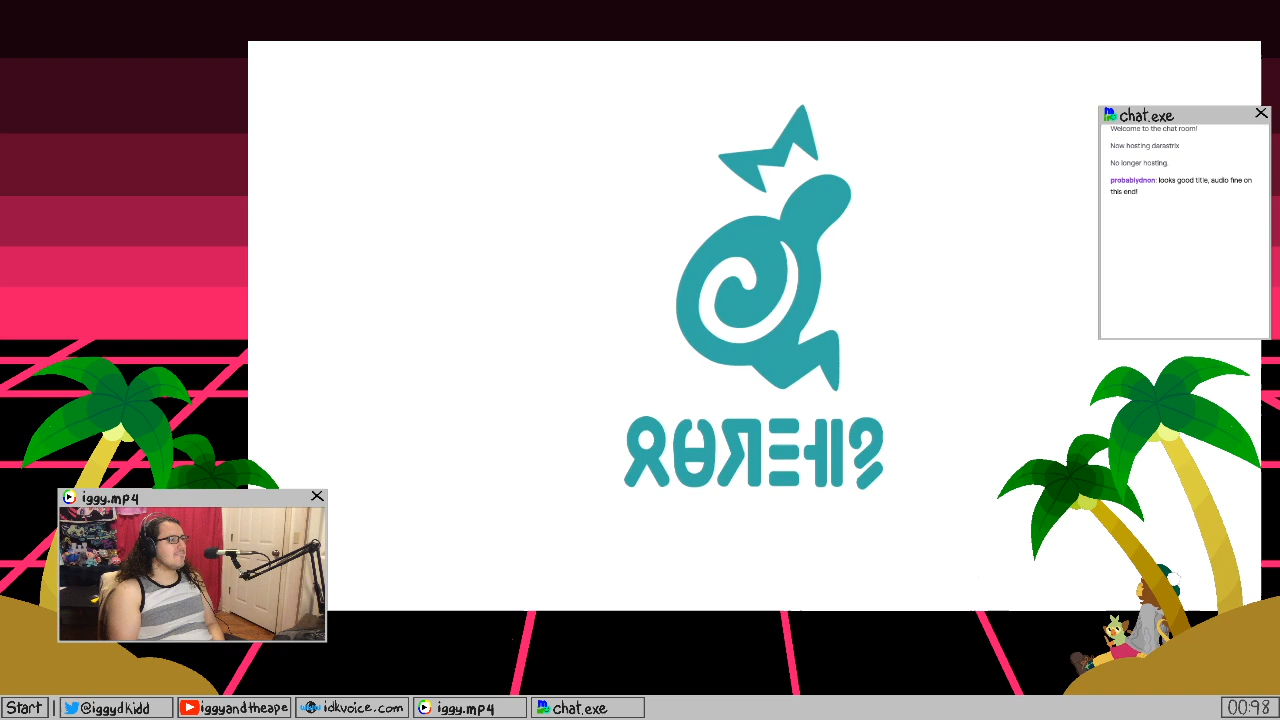 chat.exe
Welcome to the chat room!
Now hosting darastrix
No longer hosting.
probablydnon: looks good title, audio fine on
this end!
iggy.mp4
Start | @iggydkidd iggyandtheape idkvoice.com iggy.mp4 chat.exe 00:98